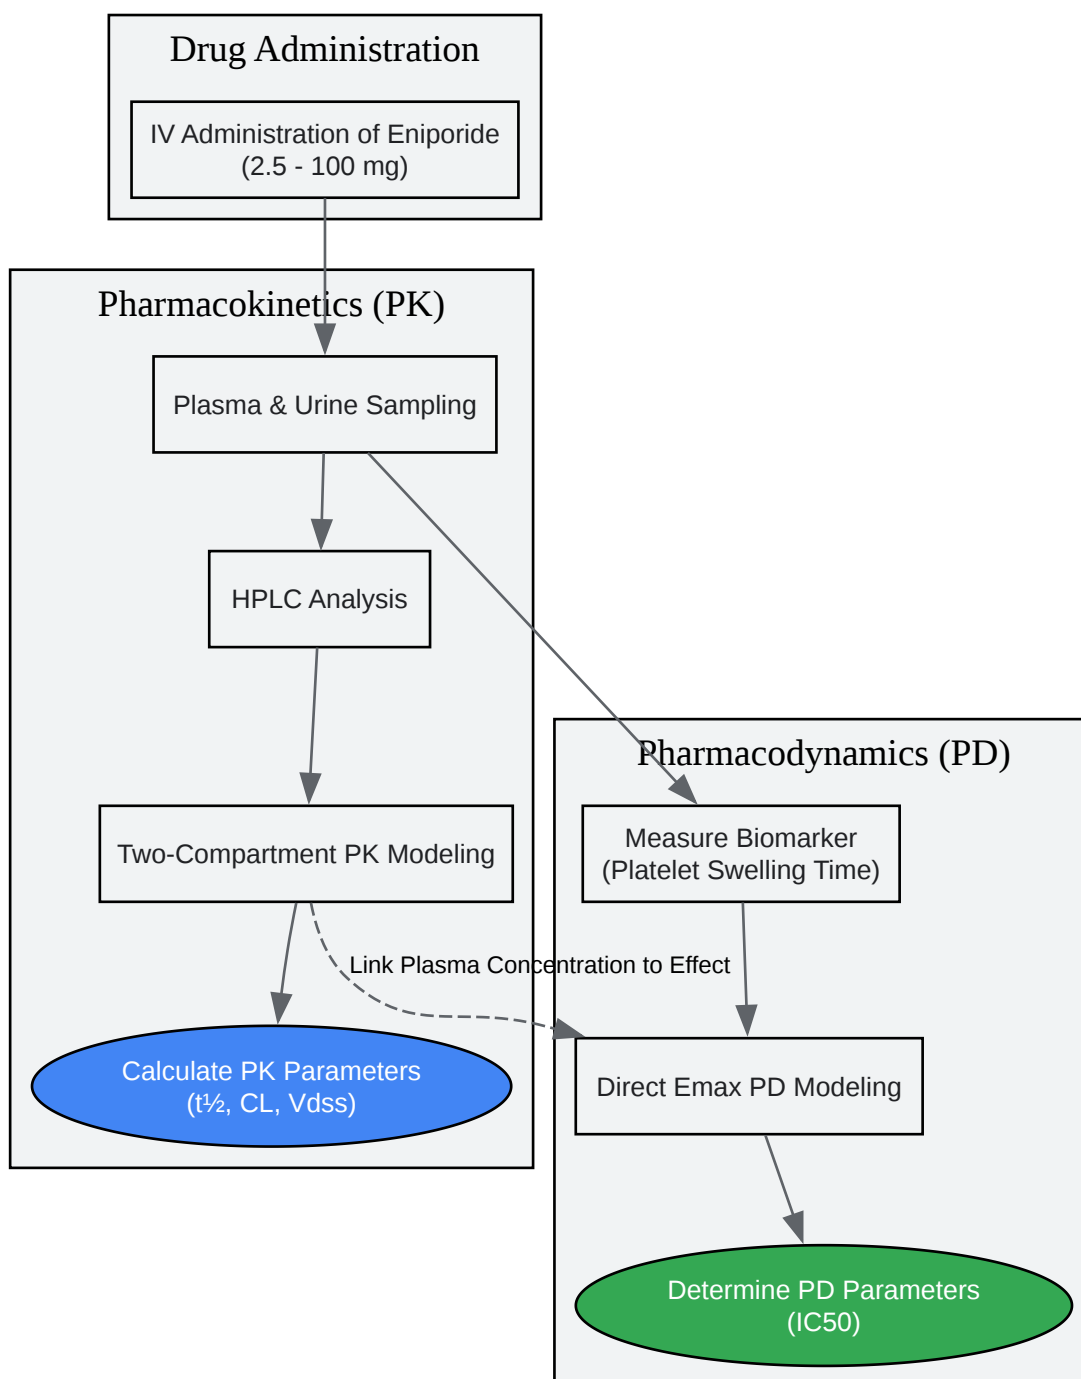 Drug Administration
IV Administration of Eniporide
(2.5 - 100 mg)
Pharmacokinetics (PK)
Plasma & Urine Sampling
HPLC Analysis
Pharmacodynamics (PD)
Two-Compartment PK Modeling
Measure Biomarker
(Platelet Swelling Time)
Link Plasma Concentration to Effect
Calculate PK Parameters
(t½, CL, Vdss)
Direct Emax PD Modeling
Determine PD Parameters
(IC50)